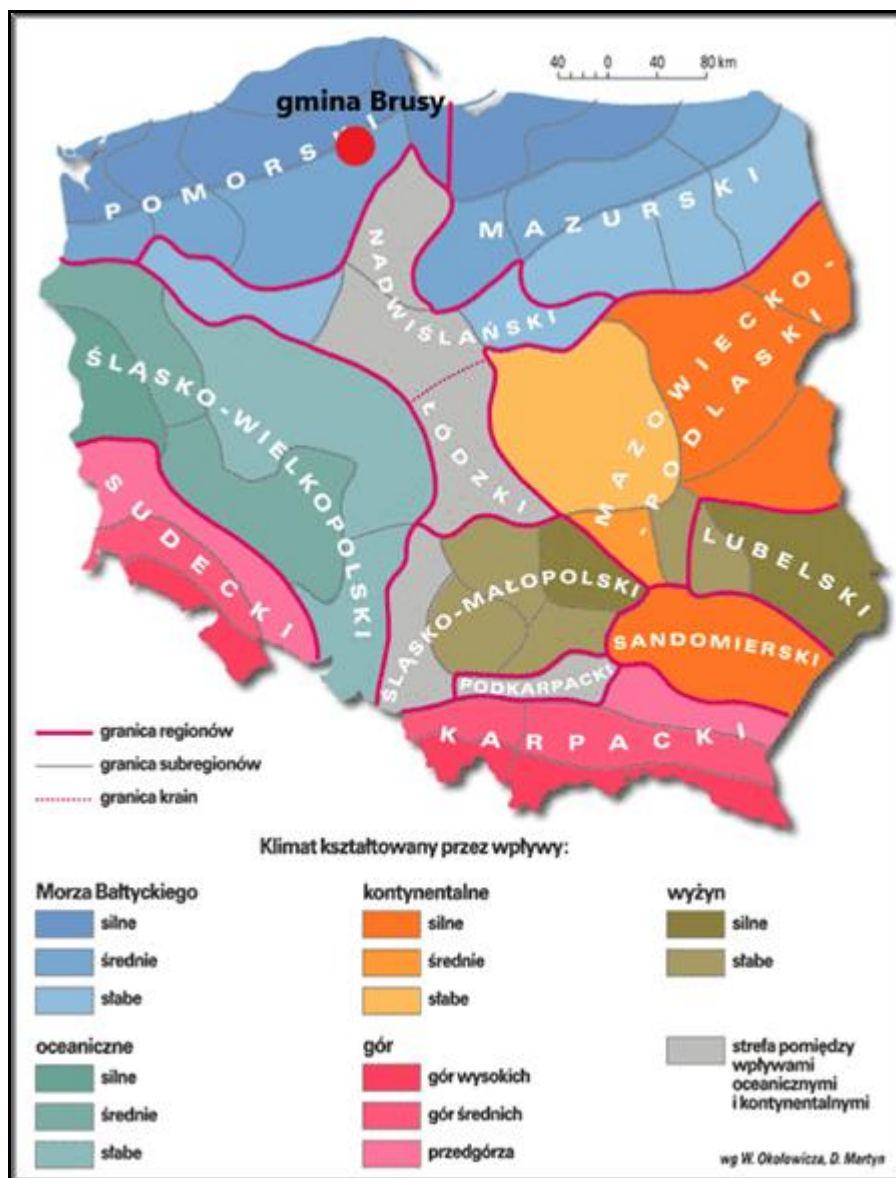 40 0 40 80 km
gmina Brusy
POMORSKI
MAZURSKI
NADWIŚLAŃSKI
MAZOWIECKO-
-PODLASKI
ŚLĄSKO-WIELKOPOLSKI
ŁÓDZKI
SUDECKI
LUBELSKI
ŚLĄSKO-MAŁOPOLSKI
SANDOMIERSKI
PODKARPACKI
KARPACKI
granica regionów
granica subregionów
granica krain
Klimat kształtowany przez wpływy:
Morza Bałtyckiego
silne
średnie
słabe
kontynentalne
silne
średnie
słabe
wyżyn
silne
słabe
oceaniczne
silne
średnie
słabe
gór
gór wysokich
gór średnich
przedgórza
strefa pomiędzy
wpływami
oceanicznymi
i kontynentalnymi
wg W. Okołowicza, D. Martyn